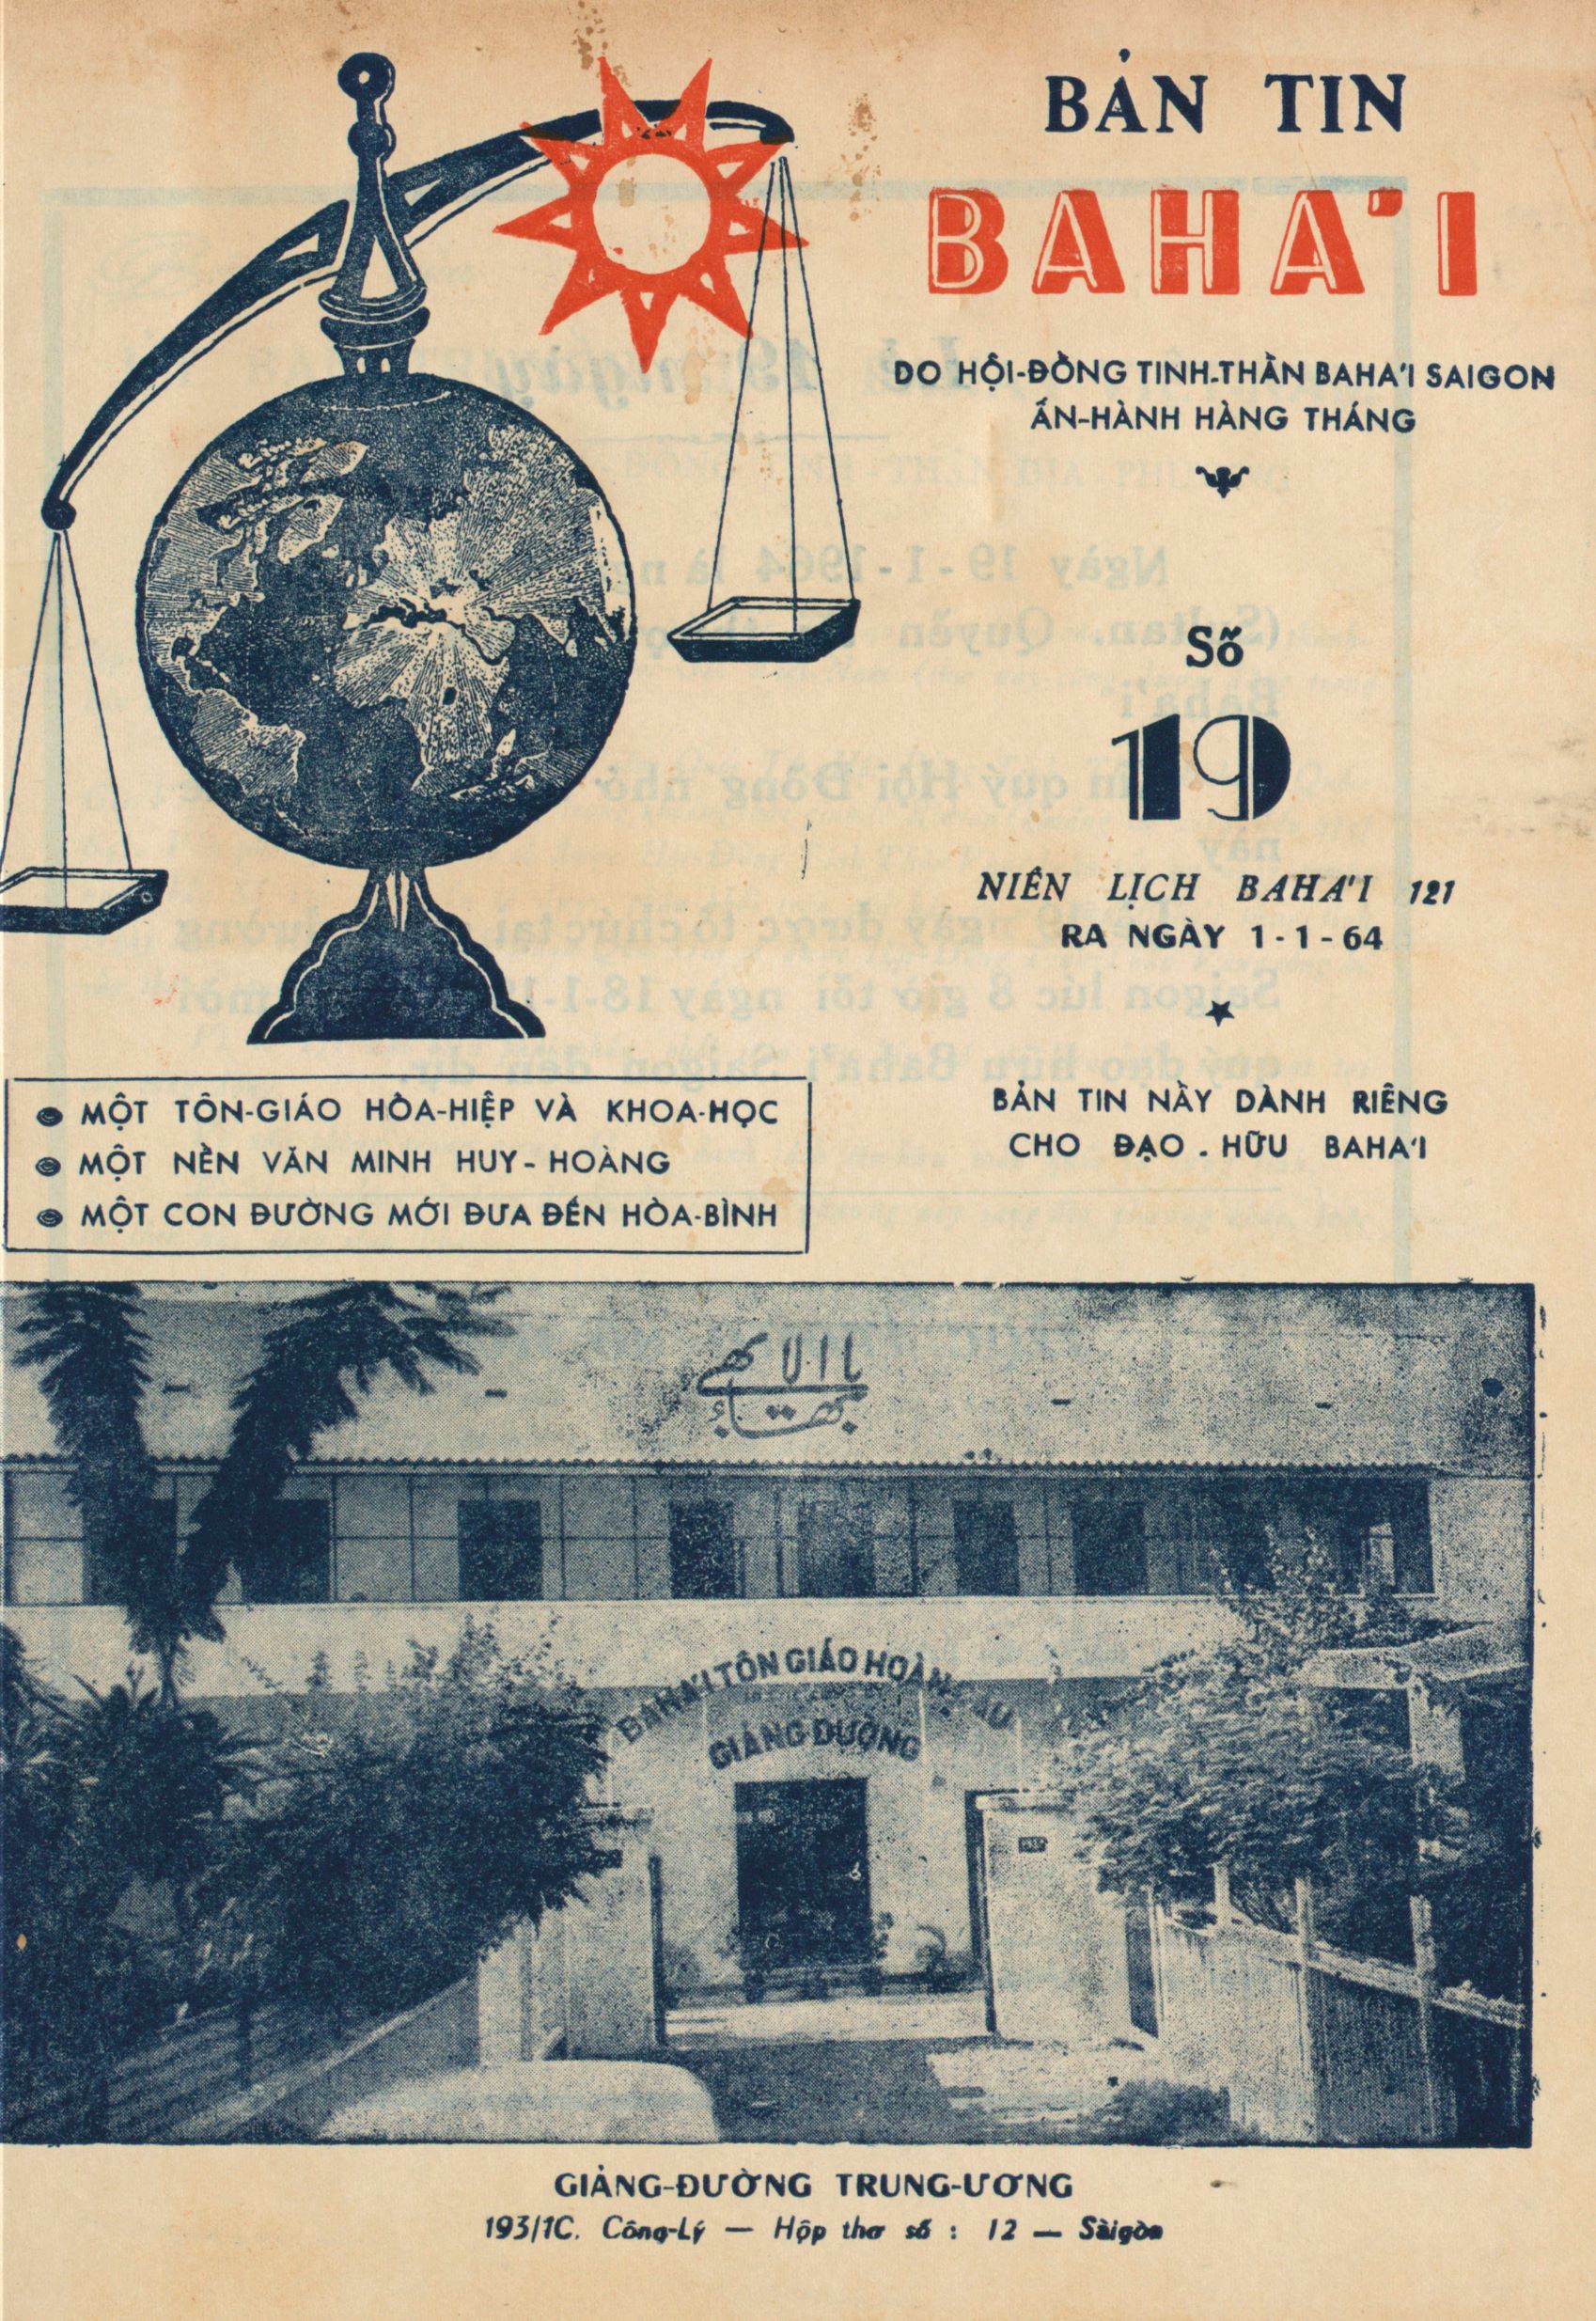 BẢN TIN
BAHA'I
DO HỘI-ĐỒNG TINH-THẦN BAHA'I SAIGON
ẤN-HÀNH HÀNG THÁNG
Số
19
NIÊN LỊCH BAHA'I 121
RA NGÀY 1-1-64
BẢN TIN NẦY DÀNH RIÊNG
CHO ĐẠO-HỮU BAHA'I
MỘT TÔN-GIÁO HÒA-HIỆP VÀ KHOA-HỌC
MỘT NỀN VĂN MINH HUY-HOÀNG
MỘT CON ĐƯỜNG MỚI ĐƯA ĐẾN HÒA-BÌNH
يا بهاء الابهى
BAHA'I TÔN GIÁO HOÀN
GIẢNG ĐƯỜNG
GIẢNG-ĐƯỜNG TRUNG-ƯƠNG
193/1C. Công-Lý — Hộp thơ số : 12 — Sàigòn